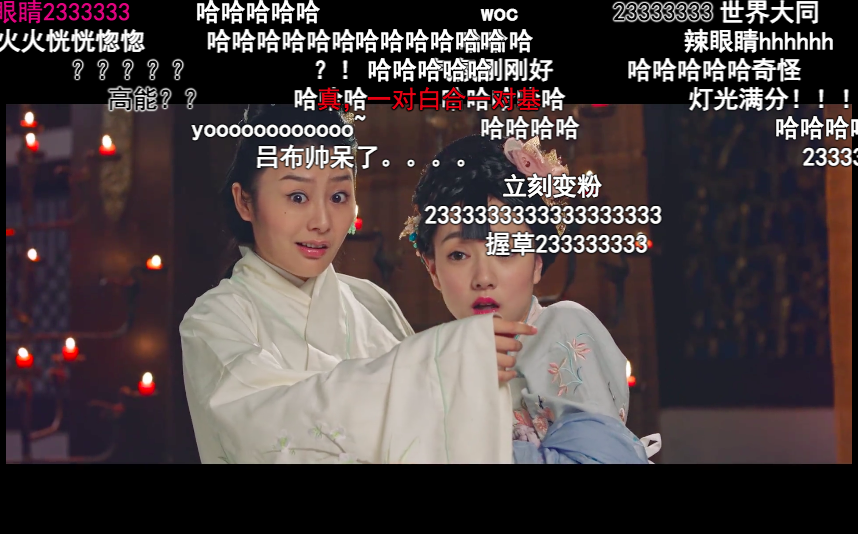 眼睛2333333 哈哈哈哈哈 woc 23333333 世界大同
火火恍恍惚惚 哈哈哈哈哈哈哈哈哈哈哈 哈哈 辣眼睛hhhhhh
？？？？？ ？！ 哈哈哈 刚刚好 哈哈哈哈哈奇怪
高能？？ 哈哈哈 真，一对白合一对基 哈哈 灯光满分！！！
yoooooooooooo~ 哈哈哈哈 哈哈哈
吕布帅呆了。。。。 2333
立刻变粉
2333333333333333333
握草233333333